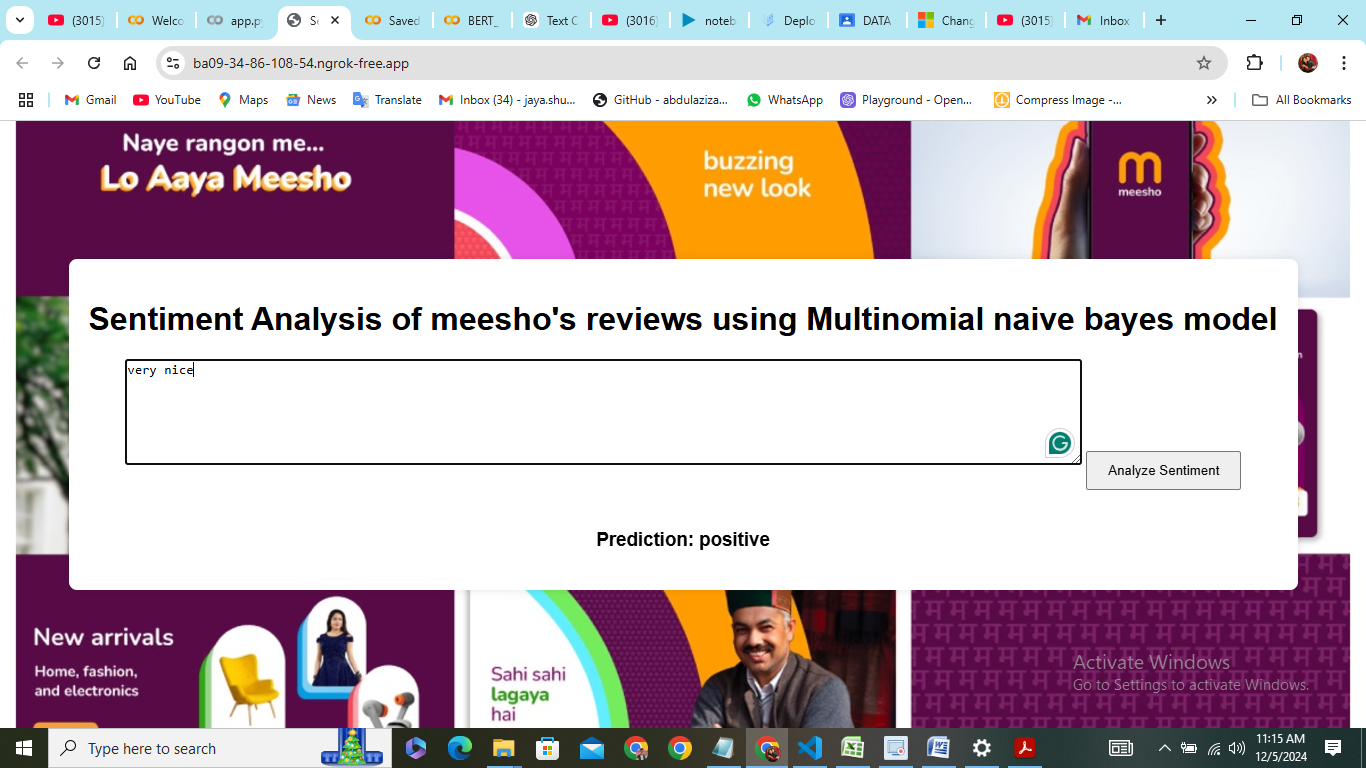 (3015)
Welco
app.p
Se
Saved
BERT_
Text C
(3016)
noteb
Deplo
DATA
Chang
(3015)
Inbox
ba09-34-86-108-54.ngrok-free.app
Gmail
YouTube
Maps
News
Translate
Inbox (34) - jaya.shu...
GitHub - abdulaziza...
WhatsApp
Playground - Open...
Compress Image -...
All Bookmarks
Naye rangon me...
Lo Aaya Meesho
buzzing
new look
meesho
Sentiment Analysis of meesho's reviews using Multinomial naive bayes model
very nice
Analyze Sentiment
Prediction: positive
New arrivals
Home, fashion,
and electronics
Sahi sahi
lagaya
hai
Activate Windows
Go to Settings to activate Windows.
Type here to search
11:15 AM
12/5/2024